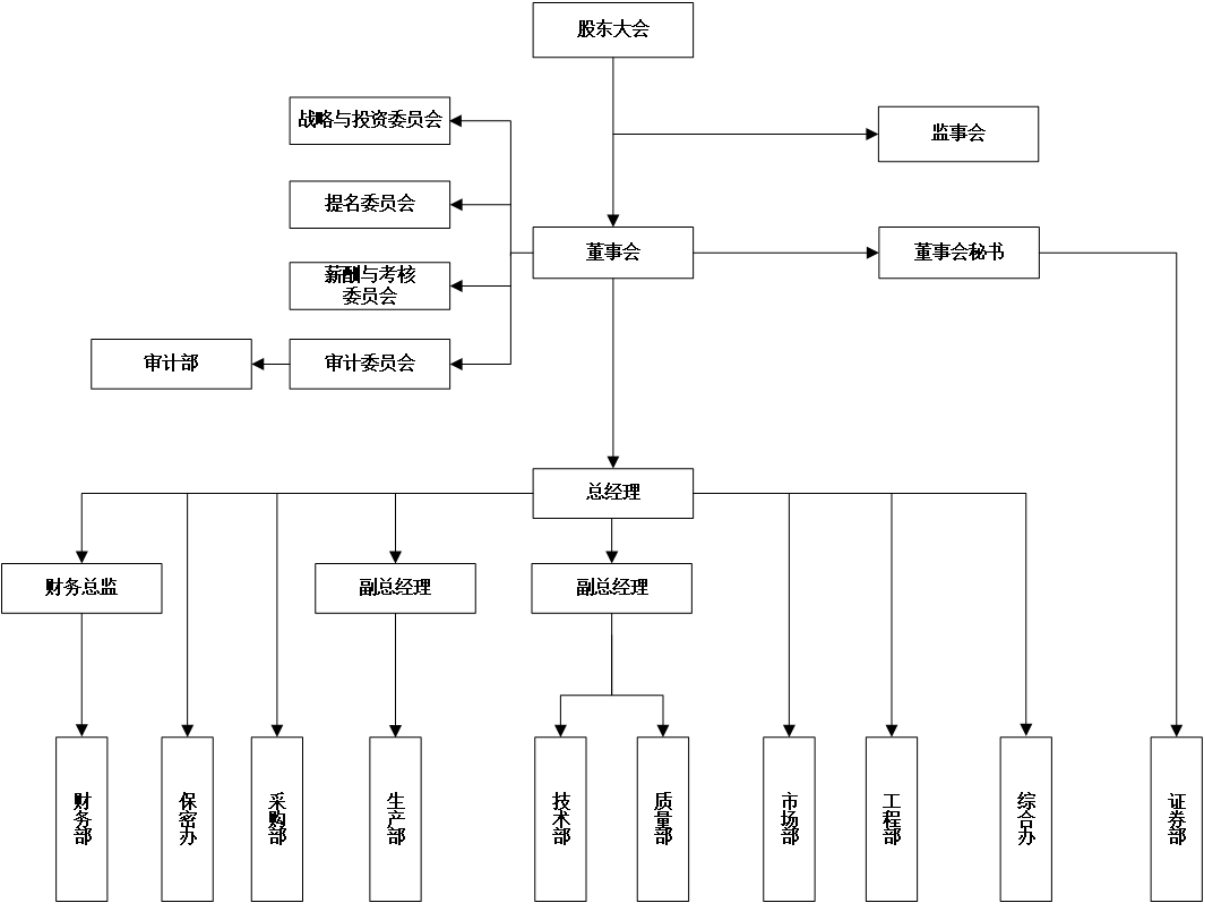 股东大会
战略与投资委员会
监事会
提名委员会
董事会
董事会秘书
薪酬与考核
委员会
审计部
审计委员会
总经理
财务总监
副总经理
副总经理
财务部
保密办
采购部
生产部
技术部
质量部
市场部
工程部
综合办
证券部